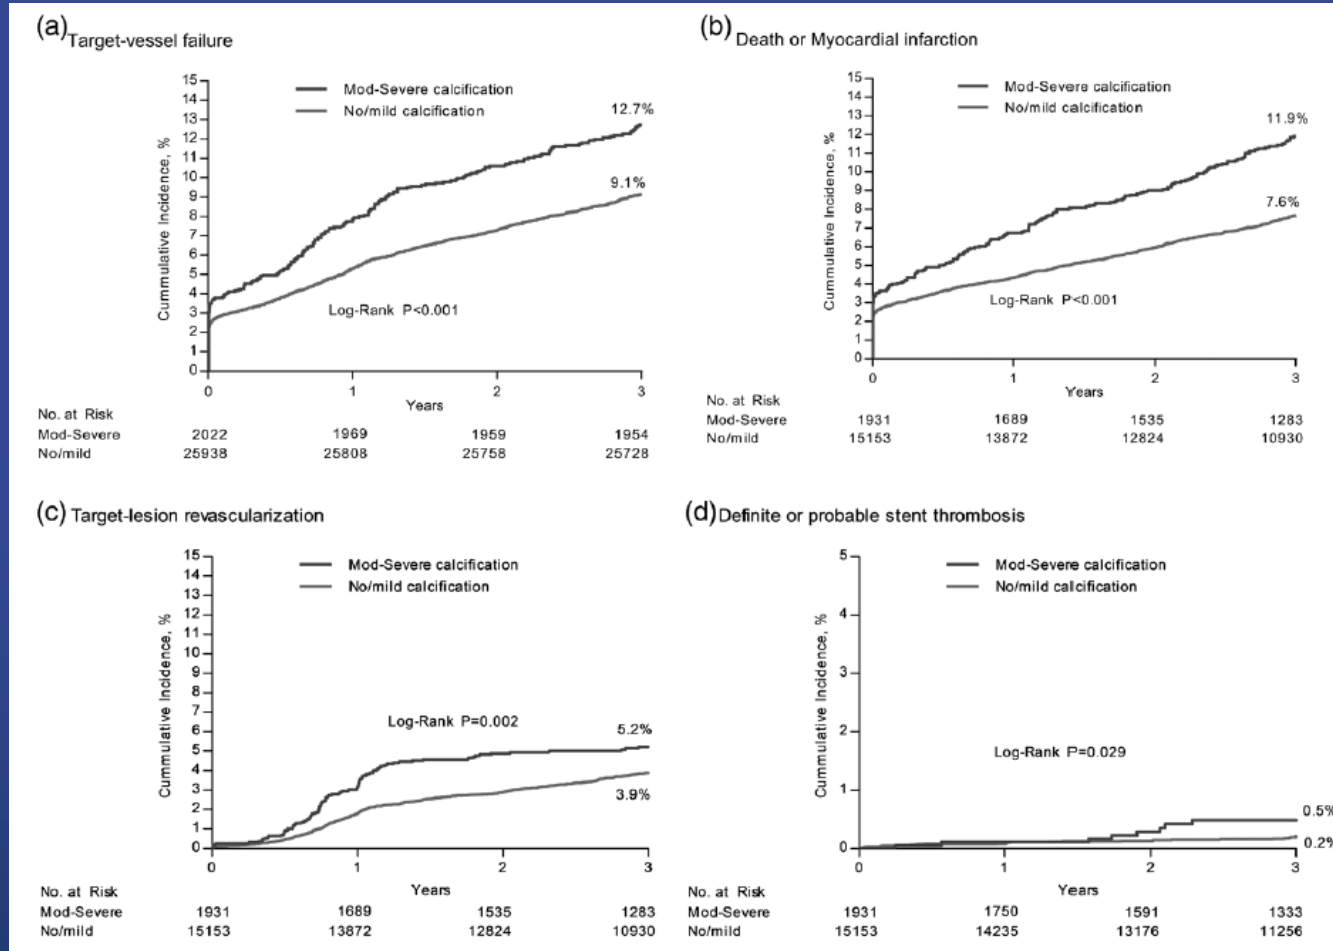 (a) Target-vessel failure
15
14
13
12
11
10
9
8
7
6
5
4
3
2
1
0
Cummulative Incidence, %
Mod-Severe calcification
No/mild calcification
12.7%
9.1%
Log-Rank P<0.001
0 1 2 3
Years
No. at Risk
Mod-Severe 2022 1969 1959 1954
No/mild 25938 25808 25758 25728
(b) Death or Myocardial infarction
15
14
13
12
11
10
9
8
7
6
5
4
3
2
1
0
Cummulative Incidence, %
Mod-Severe calcification
No/mild calcification
11.9%
7.6%
Log-Rank P<0.001
0 1 2 3
Years
No. at Risk
Mod-Severe 1931 1689 1535 1283
No/mild 15153 13872 12824 10930
(c) Target-lesion revascularization
15
14
13
12
11
10
9
8
7
6
5
4
3
2
1
0
Cummulative Incidence, %
Mod-Severe calcification
No/mild calcification
Log-Rank P=0.002
5.2%
3.9%
0 1 2 3
Years
No. at Risk
Mod-Severe 1931 1689 1535 1283
No/mild 15153 13872 12824 10930
(d) Definite or probable stent thrombosis
5
4
3
2
1
0
Cummulative Incidence, %
Mod-Severe calcification
No/mild calcification
Log-Rank P=0.029
0.5%
0.2%
0 1 2 3
Years
No. at Risk
Mod-Severe 1931 1750 1591 1333
No/mild 15153 14235 13176 11256